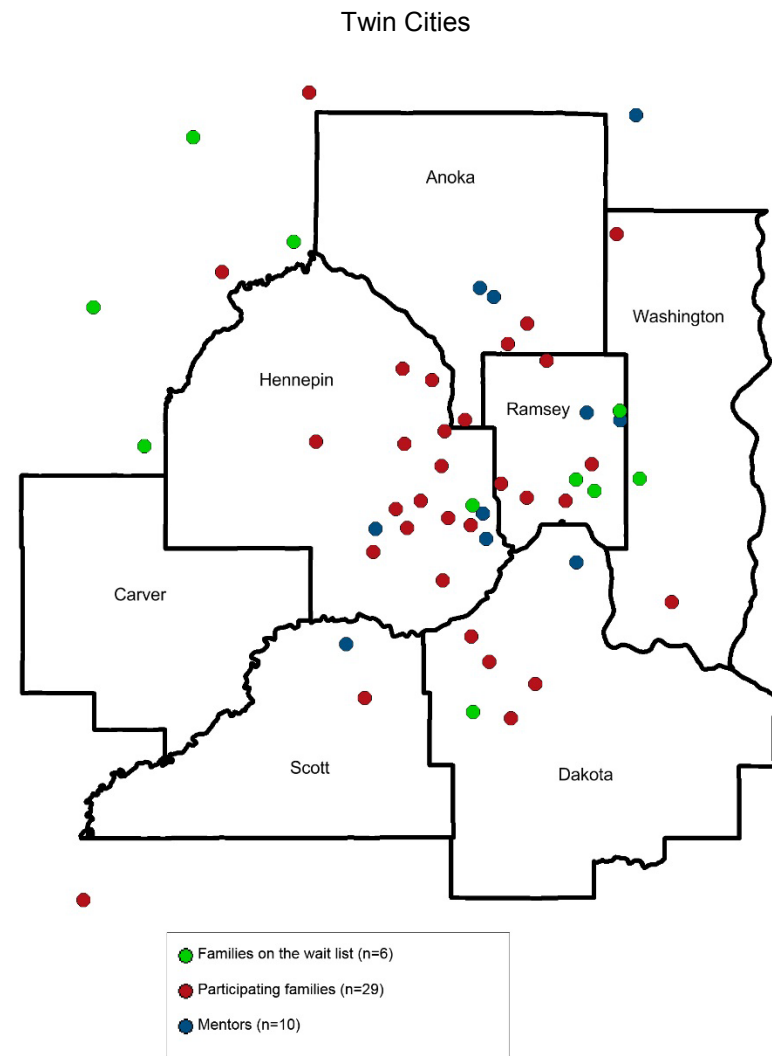 Twin Cities
Anoka
Washington
Hennepin
Ramsey
Carver
Scott
Dakota
Families on the wait list (n=6)
Participating families (n=29)
Mentors (n=10)